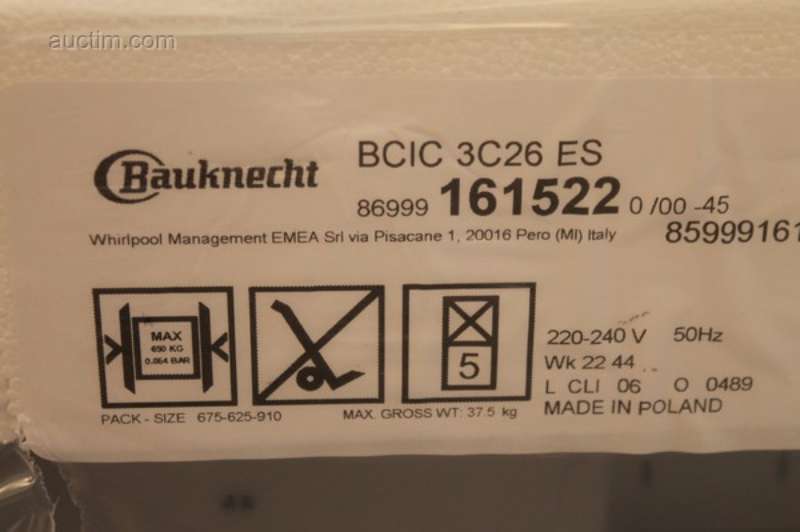 auctim.com
Bauknecht
BCIC 3C26 ES
86999 161522 0 /00 -45
Whirlpool Management EMEA Srl via Pisacane 1, 20016 Pero (MI) Italy
85999161
MAX
650 KG
0.064 BAR
5
220-240 V 50Hz
Wk 22 44
L CLI 06 O 0489
MADE IN POLAND
PACK - SIZE 675-625-910
MAX. GROSS WT: 37.5 kg